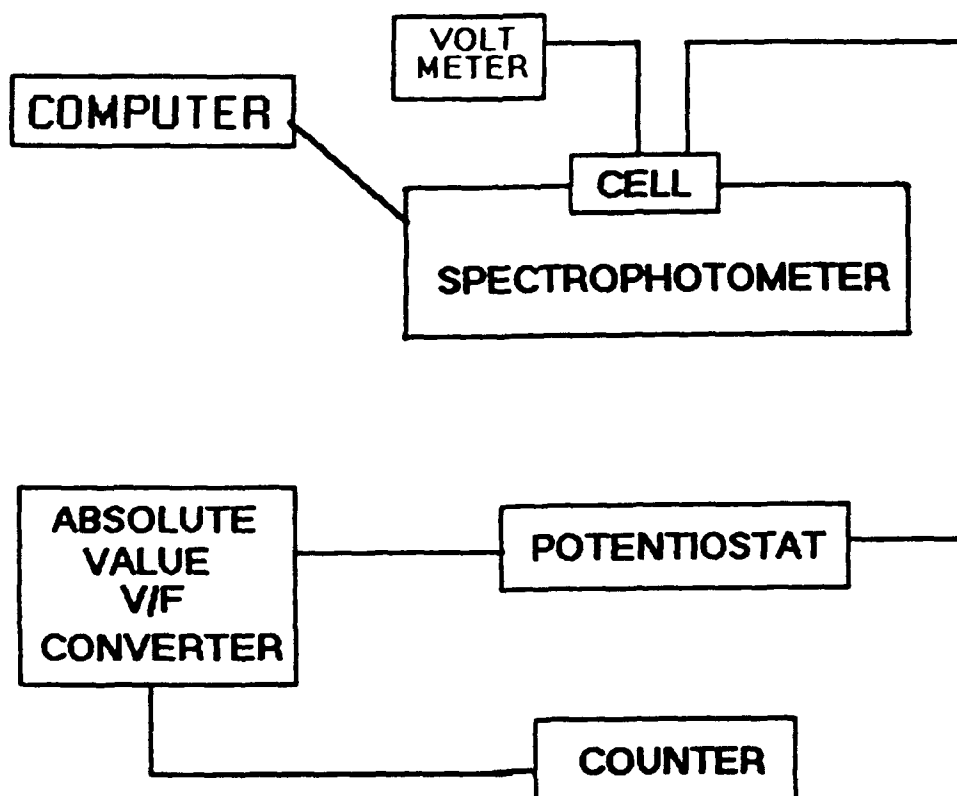 VOLT
METER
COMPUTER
CELL
SPECTROPHOTOMETER
ABSOLUTE
VALUE
V/F
CONVERTER
POTENTIOSTAT
COUNTER